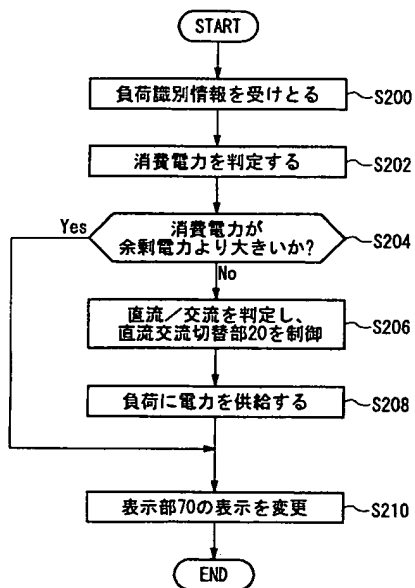 START
負荷識別情報を受けとる
S200
消費電力を判定する
S202
Yes
消費電力が
余剰電力より大きいか?
S204
No
直流/交流を判定し、
直流交流切替部20を制御
S206
負荷に電力を供給する
S208
表示部70の表示を変更
S210
END